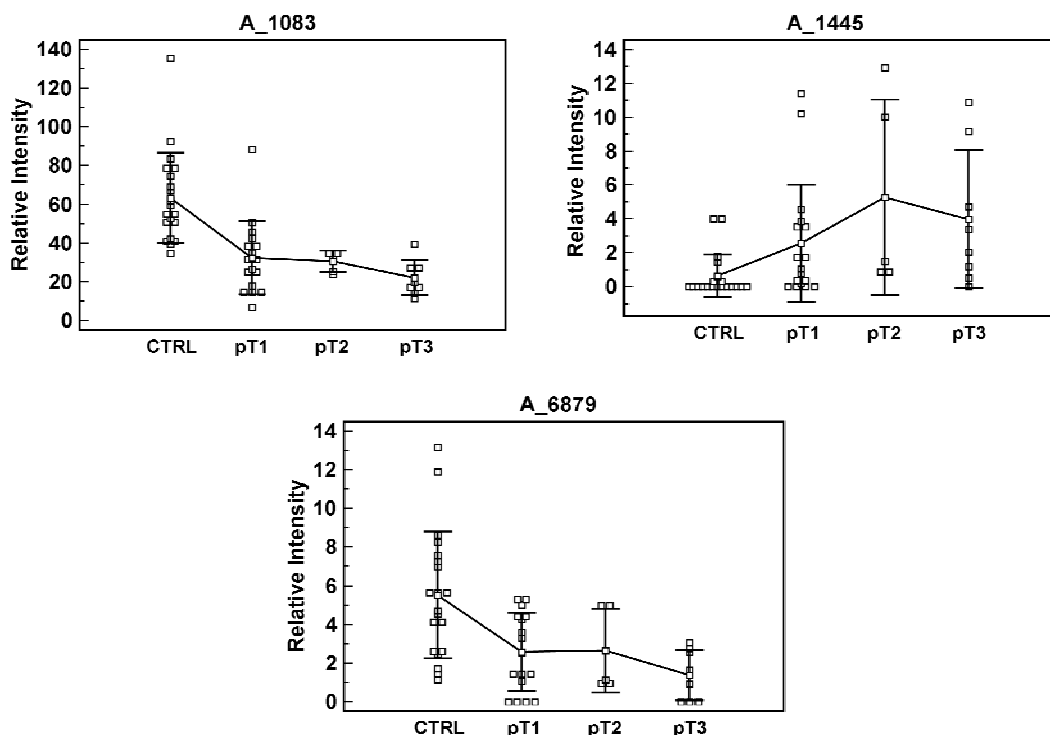 A_1083
140
120
100
80
60
40
20
0
Relative Intensity
CTRL pT1 pT2 pT3
A_1445
14
12
10
8
6
4
2
0
Relative Intensity
CTRL pT1 pT2 pT3
A_6879
14
12
10
8
6
4
2
0
Relative Intensity
CTRL pT1 pT2 pT3